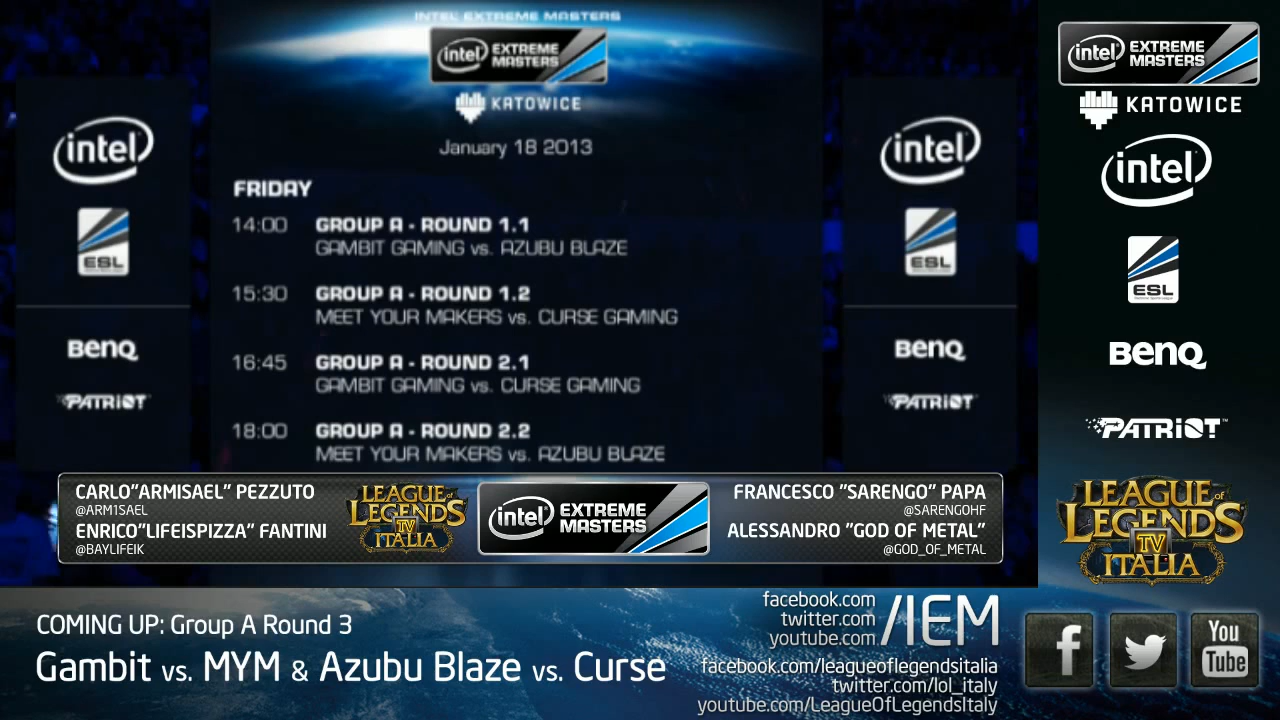 INTEL EXTREME MASTERS
intel EXTREME
MASTERS
KATOWICE
January 18 2013
FRIDAY
14:00 GROUP A - ROUND 1.1
GAMBIT GAMING vs. AZUBU BLAZE
15:30 GROUP A - ROUND 1.2
MEET YOUR MAKERS vs. CURSE GAMING
16:45 GROUP A - ROUND 2.1
GAMBIT GAMING vs. CURSE GAMING
18:00 GROUP A - ROUND 2.2
MEET YOUR MAKERS vs. AZUBU BLAZE
intel
ESL
BenQ
PATRIOT
intel
ESL
BenQ
PATRIOT
intel EXTREME
MASTERS
KATOWICE
intel
ESL
BenQ
PATRIOT
LEAGUE of
LEGENDS
TV
ITALIA
CARLO"ARMISAEL" PEZZUTO
@ARM1SAEL
ENRICO"LIFEISPIZZA" FANTINI
@BAYLIFEIK
LEAGUE of
LEGENDS
TV
ITALIA
intel EXTREME
MASTERS
FRANCESCO "SARENGO" PAPA
@SARENGOHF
ALESSANDRO "GOD OF METAL"
@GOD_OF_METAL
COMING UP: Group A Round 3
Gambit vs. MYM & Azubu Blaze vs. Curse
facebook.com
twitter.com
youtube.com
/IEM
facebook.com/leagueoflegendsitalia
twitter.com/lol_italy
youtube.com/LeagueOfLegendsItaly
f
You
Tube